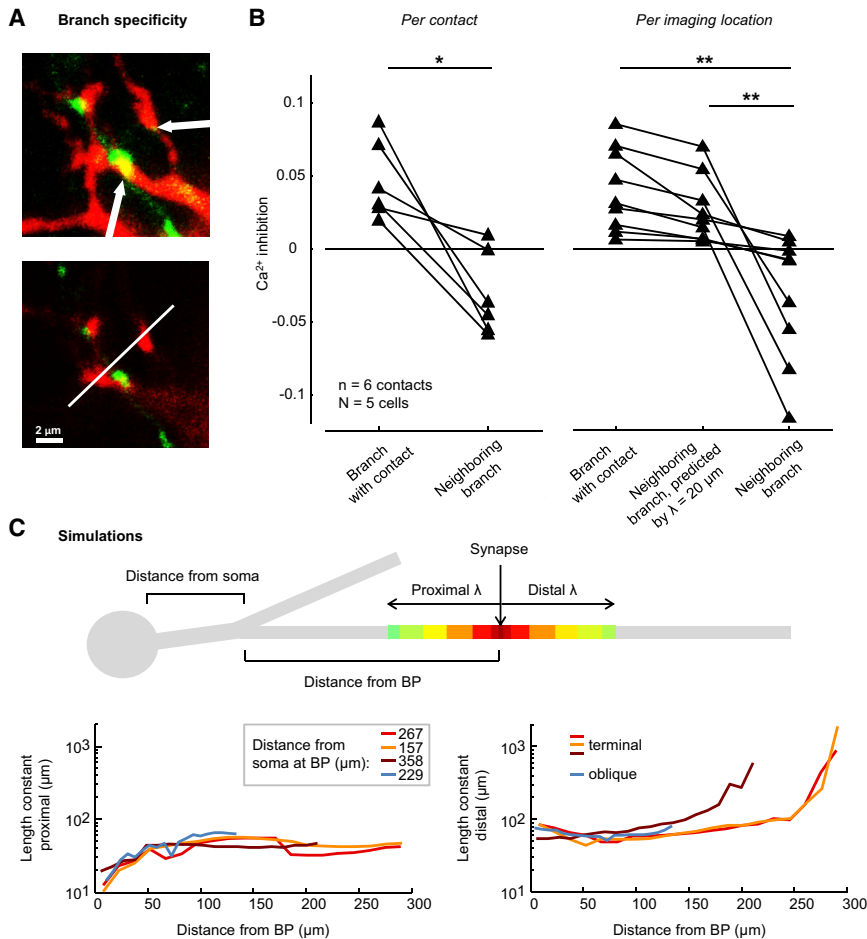 A
Branch specificity
2 µm
B
Per contact
Per imaging location
*
**
**
Ca²⁺ inhibition
0.1
0.05
0
-0.05
-0.1
n = 6 contacts
N = 5 cells
Branch
with contact
Neighboring
branch
Branch
with contact
Neighboring
branch, predicted
by λ = 20 µm
Neighboring
branch
C
Simulations
Synapse
Distance from soma
Proximal λ
Distal λ
Distance from BP
Length constant
proximal (µm)
10³
10²
10¹
0
50
100
150
200
250
300
Distance from BP (µm)
Distance from
soma at BP (µm):
267
157
358
229
Length constant
distal (µm)
10³
10²
10¹
0
50
100
150
200
250
300
Distance from BP (µm)
terminal
oblique